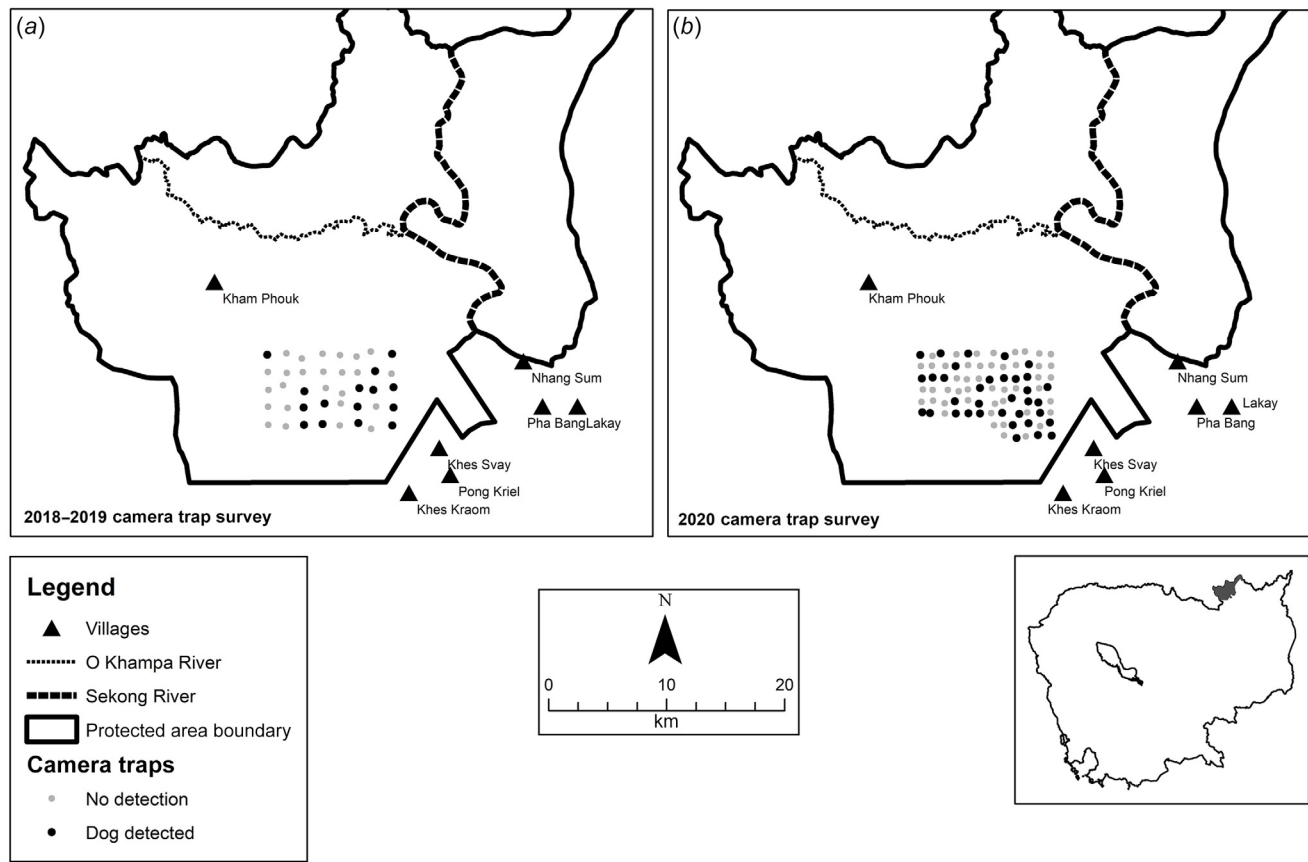 (a)
Kham Phouk
Nhang Sum
Pha BangLakay
Khes Svay
Pong Kriel
Khes Kraom
2018–2019 camera trap survey
(b)
Kham Phouk
Nhang Sum
Lakay
Pha Bang
Khes Svay
Pong Kriel
Khes Kraom
2020 camera trap survey
Legend
Villages
O Khampa River
Sekong River
Protected area boundary
Camera traps
No detection
Dog detected
N
0 10 20
km